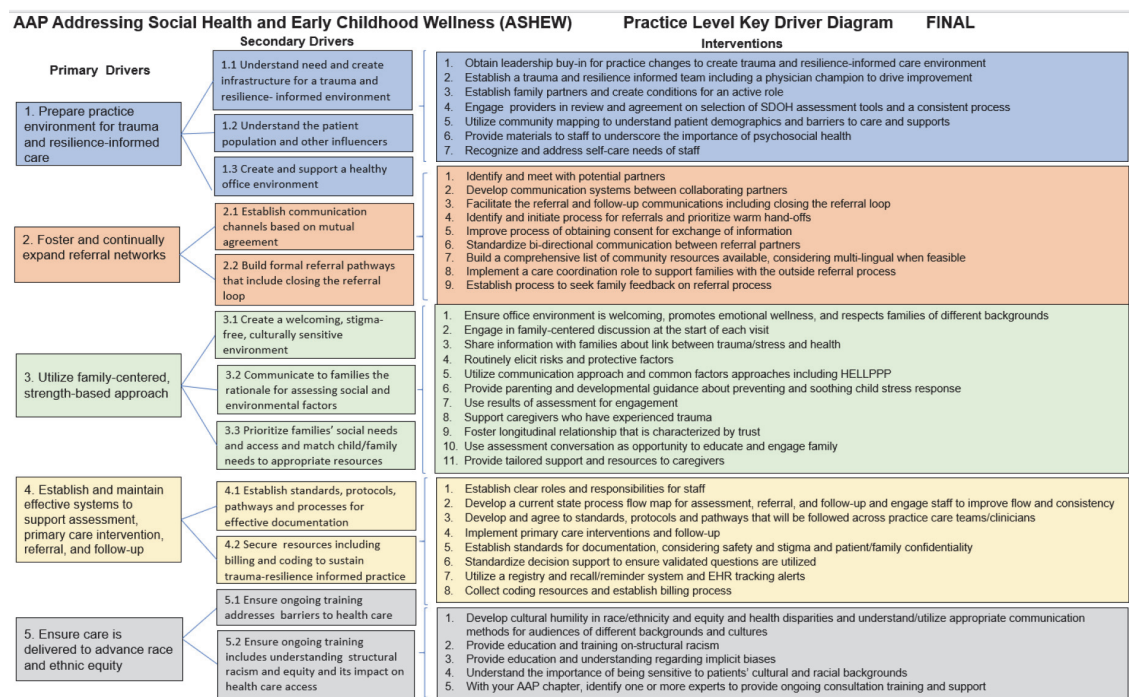 AAP Addressing Social Health and Early Childhood Wellness (ASHEW) Practice Level Key Driver Diagram FINAL
Primary Drivers
Secondary Drivers
Interventions
1. Prepare practice
environment for trauma
and resilience-informed
care
1.1 Understand need and create
infrastructure for a trauma and
resilience- informed environment
1.2 Understand the patient
population and other influencers
1.3 Create and support a healthy
office environment
1. Obtain leadership buy-in for practice changes to create trauma and resilience-informed care environment
2. Establish a trauma and resilience informed team including a physician champion to drive improvement
3. Establish family partners and create conditions for an active role
4. Engage providers in review and agreement on selection of SDOH assessment tools and a consistent process
5. Utilize community mapping to understand patient demographics and barriers to care and supports
6. Provide materials to staff to underscore the importance of psychosocial health
7. Recognize and address self-care needs of staff
2. Foster and continually
expand referral networks
2.1 Establish communication
channels based on mutual
agreement
2.2 Build formal referral pathways
that include closing the referral
loop
1. Identify and meet with potential partners
2. Develop communication systems between collaborating partners
3. Facilitate the referral and follow-up communications including closing the referral loop
4. Identify and initiate process for referrals and prioritize warm hand-offs
5. Improve process of obtaining consent for exchange of information
6. Standardize bi-directional communication between referral partners
7. Build a comprehensive list of community resources available, considering multi-lingual when feasible
8. Implement a care coordination role to support families with the outside referral process
9. Establish process to seek family feedback on referral process
3. Utilize family-centered,
strength-based approach
3.1 Create a welcoming, stigma-
free, culturally sensitive
environment
3.2 Communicate to families the
rationale for assessing social and
environmental factors
3.3 Prioritize families' social needs
and access and match child/family
needs to appropriate resources
1. Ensure office environment is welcoming, promotes emotional wellness, and respects families of different backgrounds
2. Engage in family-centered discussion at the start of each visit
3. Share information with families about link between trauma/stress and health
4. Routinely elicit risks and protective factors
5. Utilize communication approach and common factors approaches including HELLPPP
6. Provide parenting and developmental guidance about preventing and soothing child stress response
7. Use results of assessment for engagement
8. Support caregivers who have experienced trauma
9. Foster longitudinal relationship that is characterized by trust
10. Use assessment conversation as opportunity to educate and engage family
11. Provide tailored support and resources to caregivers
4. Establish and maintain
effective systems to
support assessment,
primary care intervention,
referral, and follow-up
4.1 Establish standards, protocols,
pathways and processes for
effective documentation
4.2 Secure resources including
billing and coding to sustain
trauma-resilience informed practice
1. Establish clear roles and responsibilities for staff
2. Develop a current state process flow map for assessment, referral, and follow-up and engage staff to improve flow and consistency
3. Develop and agree to standards, protocols and pathways that will be followed across practice care teams/clinicians
4. Implement primary care interventions and follow-up
5. Establish standards for documentation, considering safety and stigma and patient/family confidentiality
6. Standardize decision support to ensure validated questions are utilized
7. Utilize a registry and recall/reminder system and EHR tracking alerts
8. Collect coding resources and establish billing process
5. Ensure care is
delivered to advance race
and ethnic equity
5.1 Ensure ongoing training
addresses barriers to health care
5.2 Ensure ongoing training
includes understanding structural
racism and equity and its impact on
health care access
1. Develop cultural humility in race/ethnicity and equity and health disparities and understand/utilize appropriate communication
methods for audiences of different backgrounds and cultures
2. Provide education and training on-structural racism
3. Provide education and understanding regarding implicit biases
4. Understand the importance of being sensitive to patients' cultural and racial backgrounds
5. With your AAP chapter, identify one or more experts to provide ongoing consultation training and support